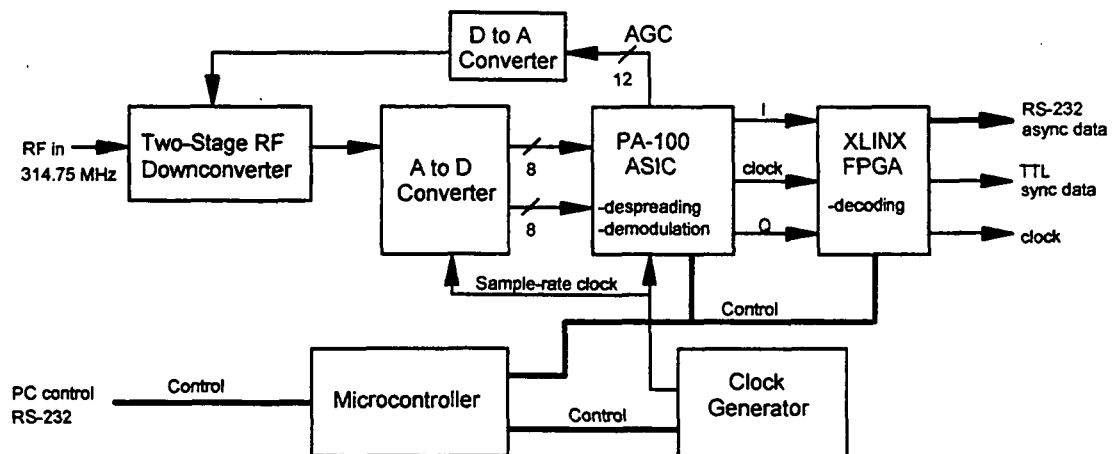 D to A
Converter
AGC
12
RF in
314.75 MHz
Two-Stage RF
Downconverter
A to D
Converter
8
8
PA-100
ASIC
-despreading
-demodulation
I
clock
Q
XLINX
FPGA
-decoding
RS-232
async data
TTL
sync data
clock
Sample-rate clock
Control
PC control
RS-232
Control
Microcontroller
Control
Clock
Generator